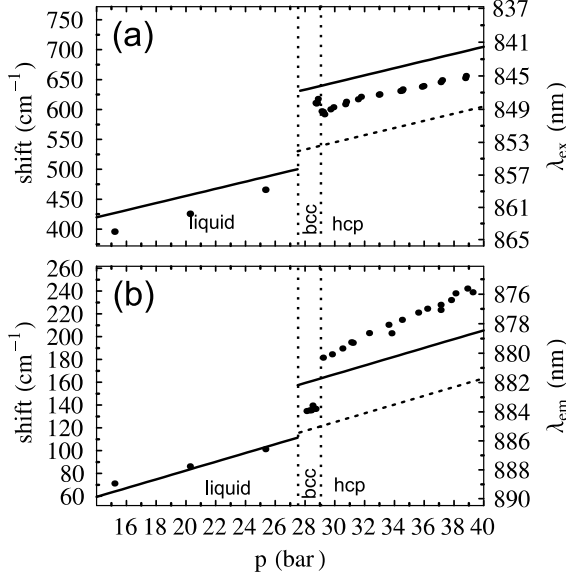 (a)
750
700
650
600
550
500
450
400
shift (cm⁻¹)
liquid
bcc
hcp
837
841
845
849
853
857
861
865
λex (nm)
(b)
260
240
220
200
180
160
140
120
100
80
60
shift (cm⁻¹)
liquid
bcc
hcp
876
878
880
882
884
886
888
890
λem (nm)
16 18 20 22 24 26 28 30 32 34 36 38 40
p (bar)